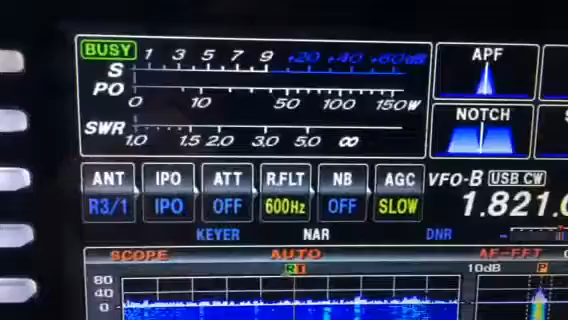 BUSY 1 3 5 7 9 +20 +40 +60dB
S
PO
0 10 50 100 150W
SWR
1.0 1.5 2.0 3.0 5.0 ∞
APF
NOTCH
ANT IPO ATT R.FLT NB AGC
R3/1 IPO OFF 600Hz OFF SLOW
VFO-B USB CW
1.821.0
KEYER NAR DNR
SCOPE AUTO AF-FFT
R I 10dB P
80
40
0